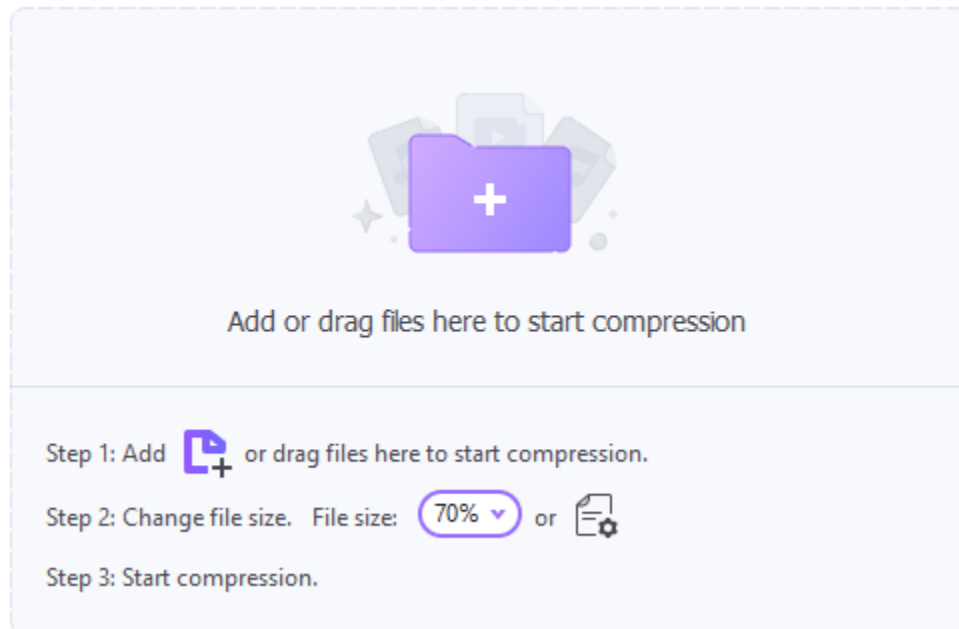 Add or drag files here to start compression
Step 1: Add or drag files here to start compression.
Step 2: Change file size. File size: 70% or
Step 3: Start compression.